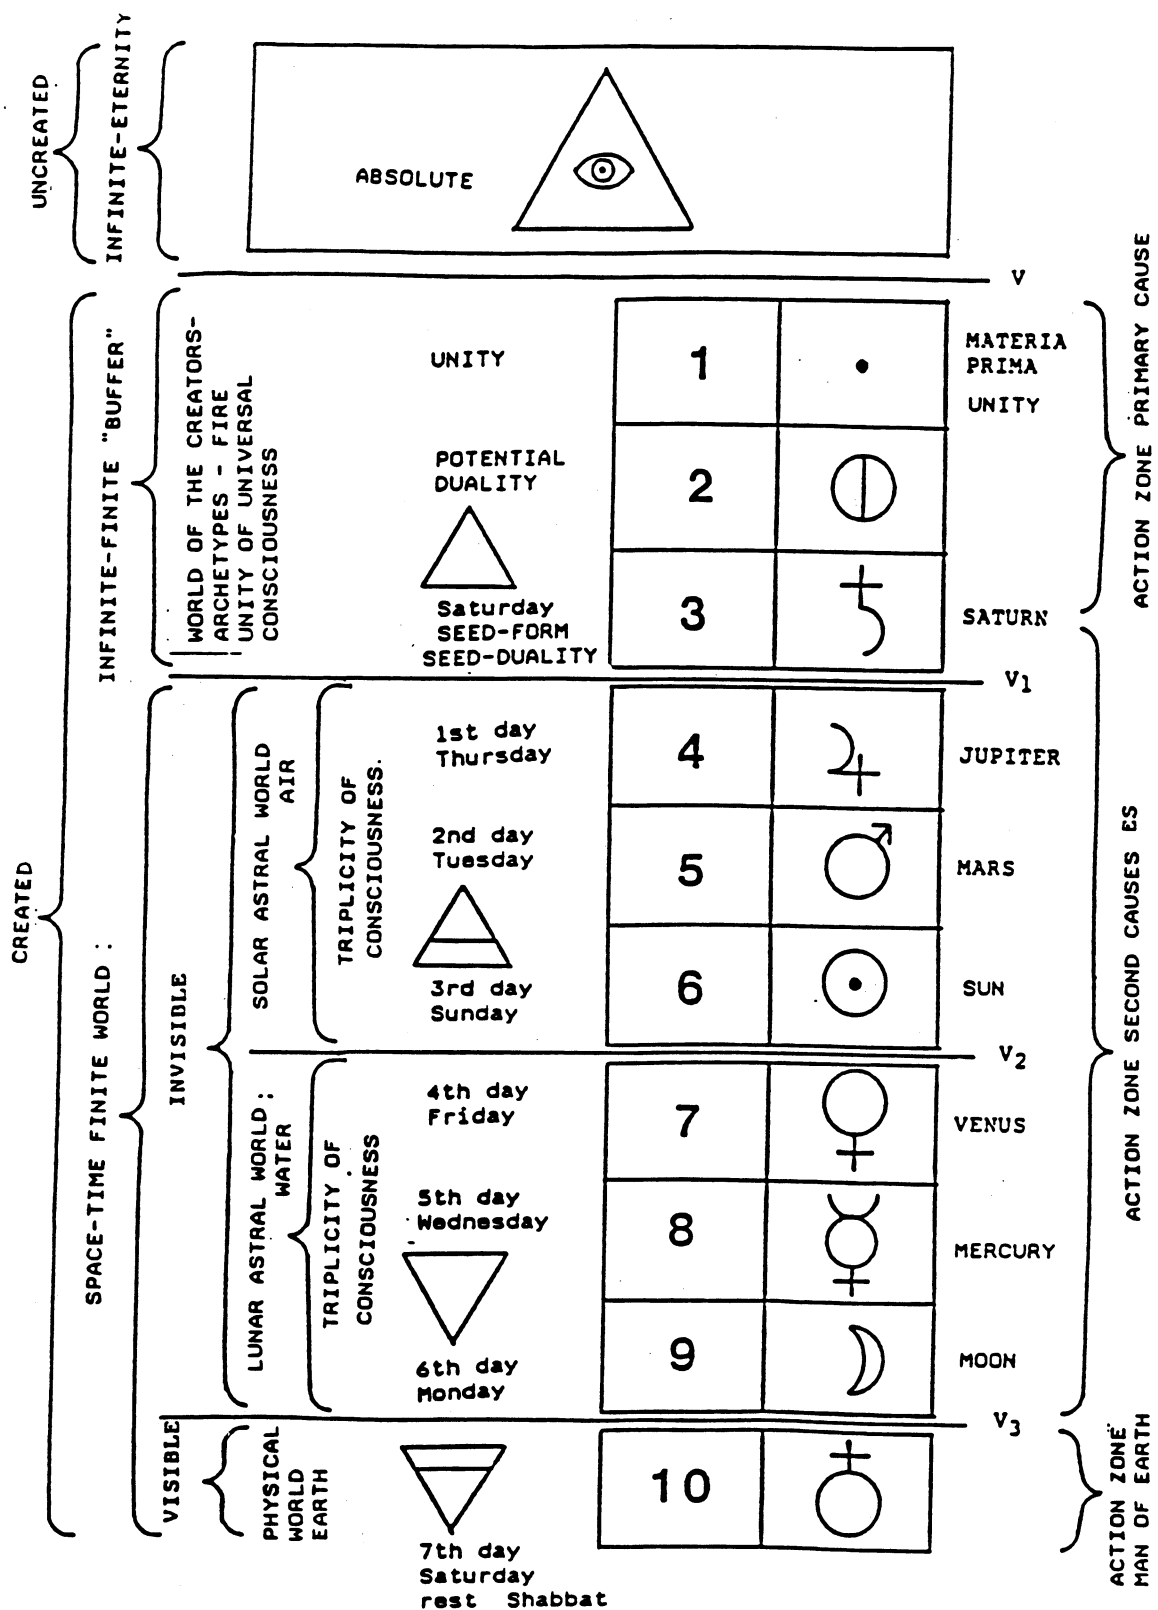 UNCREATED
INFINITE-ETERNITY
ABSOLUTE
V
CREATED
INFINITE-FINITE "BUFFER"
WORLD OF THE CREATORS-
ARCHETYPES - FIRE
UNITY OF UNIVERSAL
CONSCIOUSNESS
UNITY
1
MATERIA
PRIMA
UNITY
POTENTIAL
DUALITY
2
Saturday
SEED-FORM
SEED-DUALITY
3
SATURN
ACTION ZONE PRIMARY CAUSE
V1
SPACE-TIME FINITE WORLD :
INVISIBLE
SOLAR ASTRAL WORLD
AIR
TRIPLICITY OF
CONSCIOUSNESS.
1st day
Thursday
4
JUPITER
2nd day
Tuesday
5
MARS
3rd day
Sunday
6
SUN
V2
ACTION ZONE SECOND CAUSES ES
LUNAR ASTRAL WORLD;
WATER
TRIPLICITY OF
CONSCIOUSNESS
4th day
Friday
7
VENUS
5th day
Wednesday
8
MERCURY
6th day
Monday
9
MOON
V3
VISIBLE
PHYSICAL
WORLD
EARTH
7th day
Saturday
rest Shabbat
10
ACTION ZONE
MAN OF EARTH